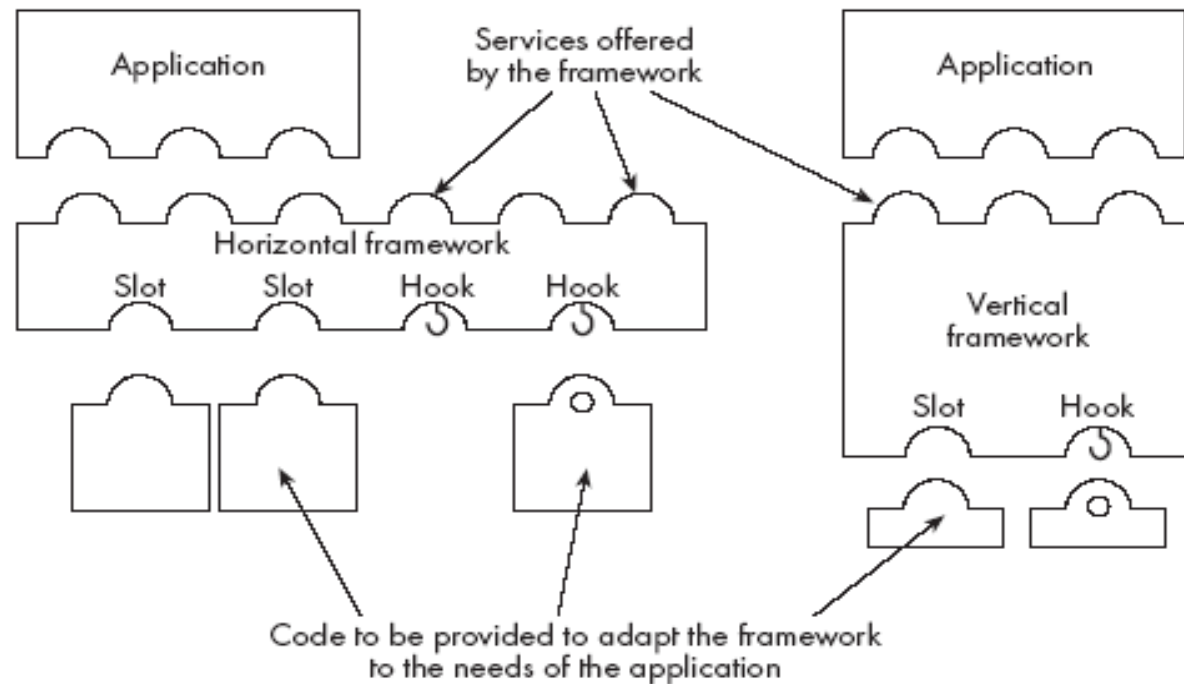 Application
Services offered
by the framework
Application
Horizontal framework
Slot
Slot
Hook
Hook
Vertical
framework
Slot
Hook
Code to be provided to adapt the framework
to the needs of the application